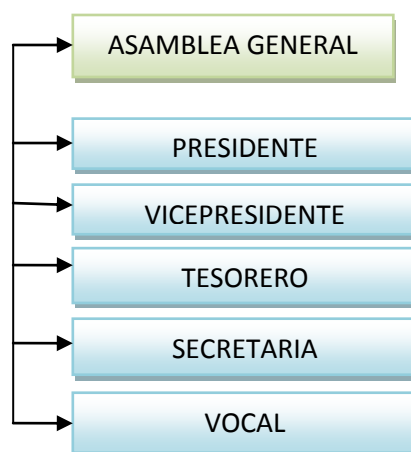 ASAMBLEA GENERAL
PRESIDENTE
VICEPRESIDENTE
TESORERO
SECRETARIA
VOCAL